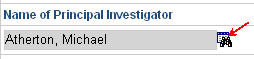 Name of Principal Investigator
Atherton, Michael